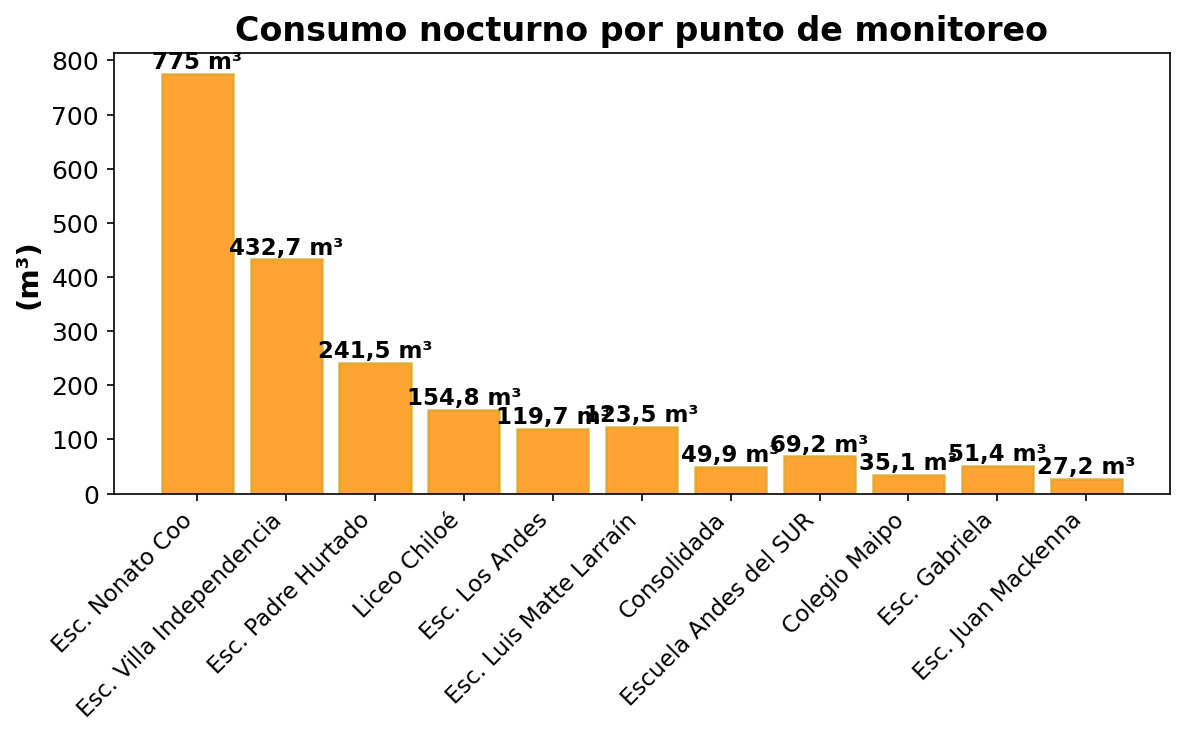 Consumo nocturno por punto de monitoreo
(m³)
800
700
600
500
400
300
200
100
0
775 m³
432,7 m³
241,5 m³
154,8 m³
119,7 m³
123,5 m³
49,9 m³
69,2 m³
35,1 m³
51,4 m³
27,2 m³
Esc. Nonato Coo
Esc. Villa Independencia
Esc. Padre Hurtado
Liceo Chiloé
Esc. Los Andes
Esc. Luis Matte Larraín
Consolidada
Escuela Andes del SUR
Colegio Maipo
Esc. Gabriela
Esc. Juan Mackenna